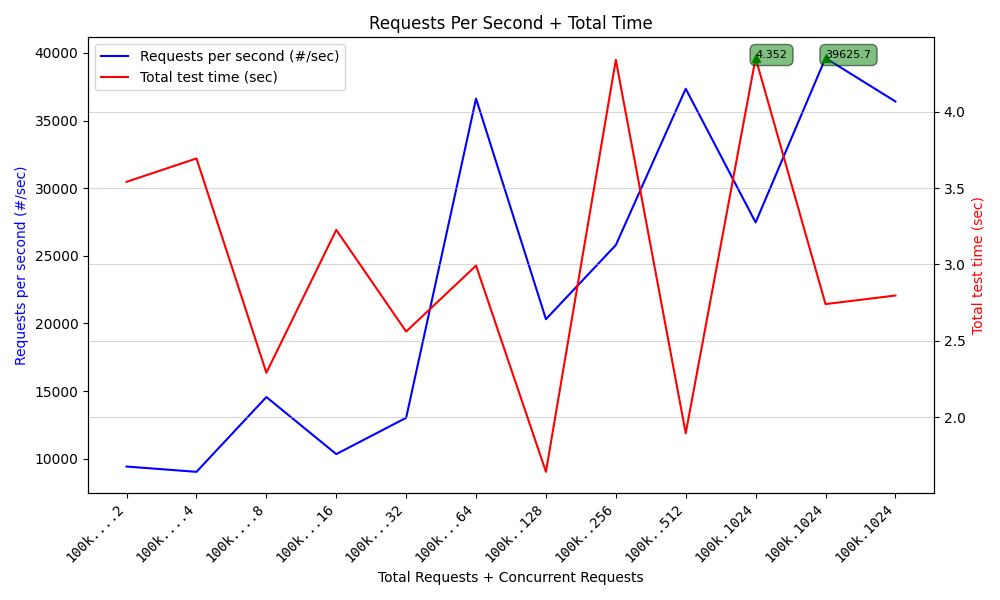 Requests Per Second + Total Time
Requests per second (#/sec)
Total test time (sec)
4.352
39625.7
40000
35000
30000
25000
20000
15000
10000
Requests per second (#/sec)
4.0
3.5
3.0
2.5
2.0
Total test time (sec)
100k....2
100k....4
100k....8
100k...16
100k...32
100k...64
100k..128
100k..256
100k..512
100k.1024
100k.1024
100k.1024
Total Requests + Concurrent Requests